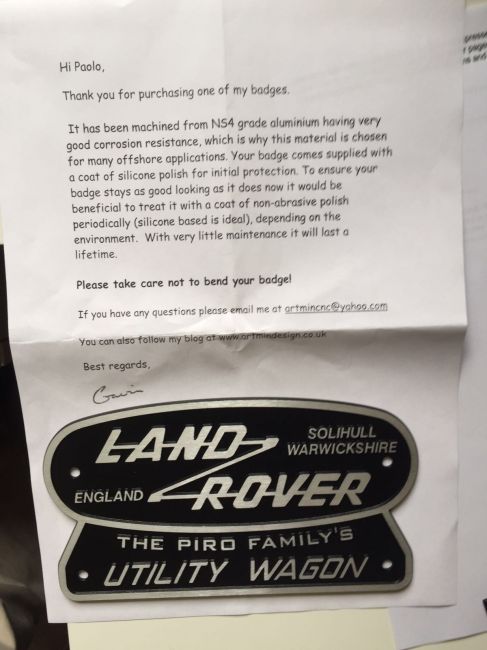 Hi Paolo,
Thank you for purchasing one of my badges.
It has been machined from NS4 grade aluminium having very
good corrosion resistance, which is why this material is chosen
for many offshore applications. Your badge comes supplied with
a coat of silicone polish for initial protection. To ensure your
badge stays as good looking as it does now it would be
beneficial to treat it with a coat of non-abrasive polish
periodically (silicone based is ideal), depending on the
environment. With very little maintenance it will last a
lifetime.
Please take care not to bend your badge!
If you have any questions please email me at artmincnc@yahoo.com
You can also follow my blog at www.artmindesign.co.uk
Best regards,
Gavin
LAND
ROVER
SOLIHULL
WARWICKSHIRE
ENGLAND
THE PIRO FAMILY'S
UTILITY WAGON